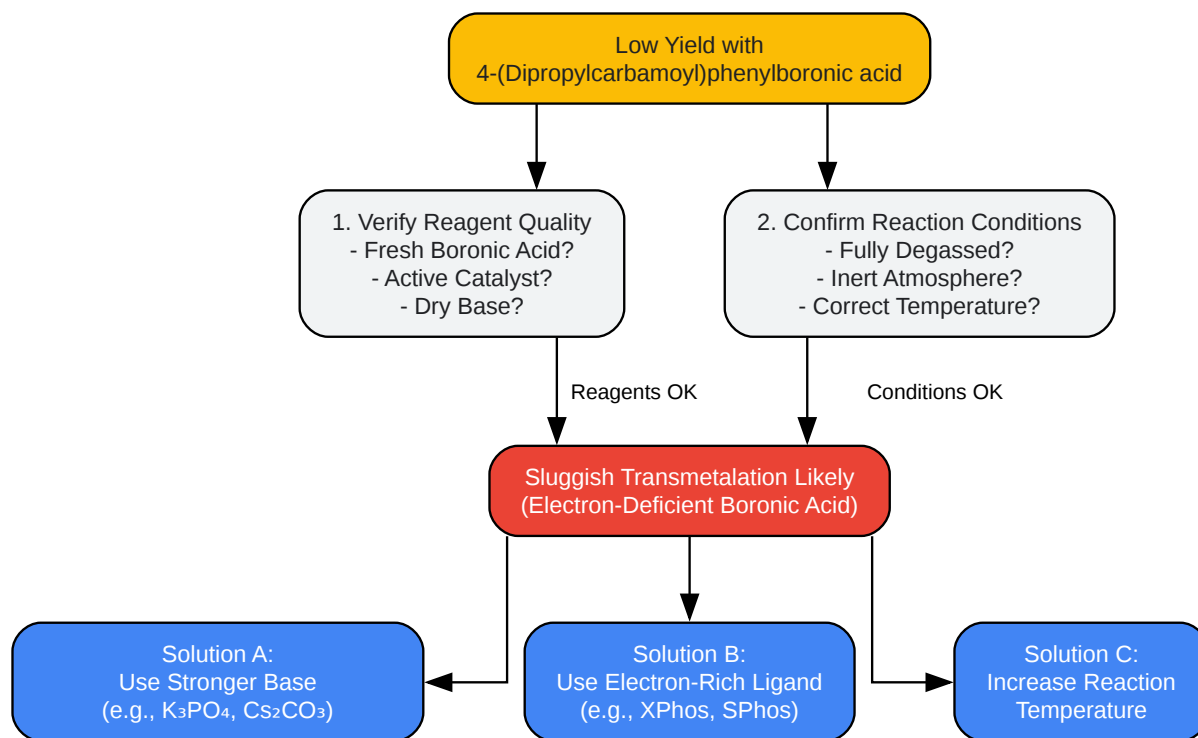 Low Yield with
4-(Dipropylcarbamoyl)phenylboronic acid
1. Verify Reagent Quality
- Fresh Boronic Acid?
- Active Catalyst?
- Dry Base?
2. Confirm Reaction Conditions
- Fully Degassed?
- Inert Atmosphere?
- Correct Temperature?
Reagents OK
Conditions OK
Sluggish Transmetalation Likely
(Electron-Deficient Boronic Acid)
Solution A:
Use Stronger Base
(e.g., K₃PO₄, Cs₂CO₃)
Solution B:
Use Electron-Rich Ligand
(e.g., XPhos, SPhos)
Solution C:
Increase Reaction
Temperature